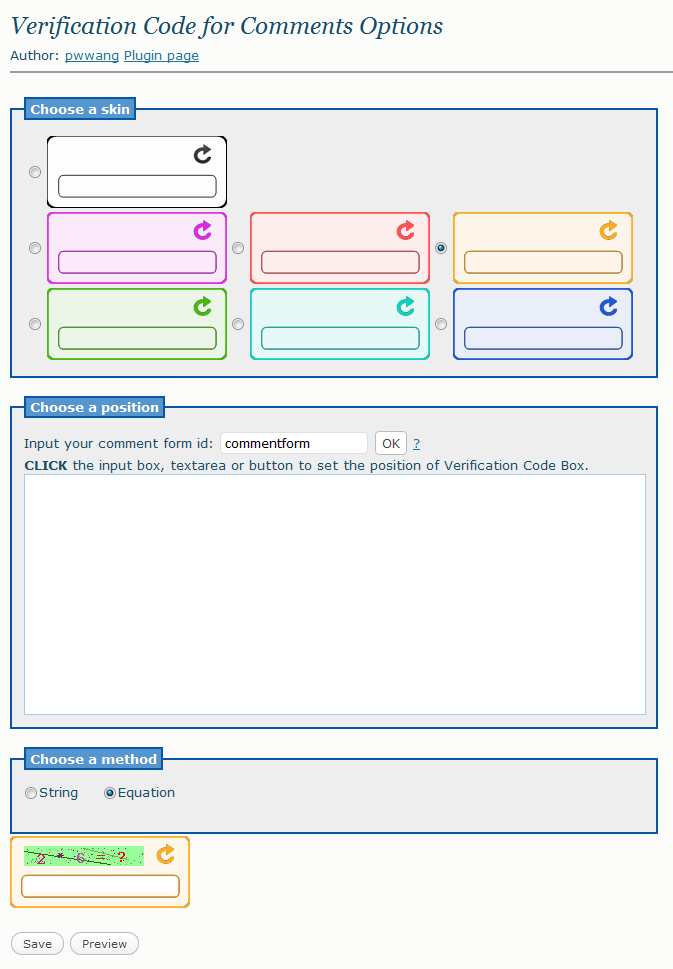 Verification Code for Comments Options
Author: pwwang Plugin page
Choose a skin
Choose a position
Input your comment form id: commentform OK ?
CLICK the input box, textarea or button to set the position of Verification Code Box.
Choose a method
String Equation
2 * 6 = ?
Save Preview